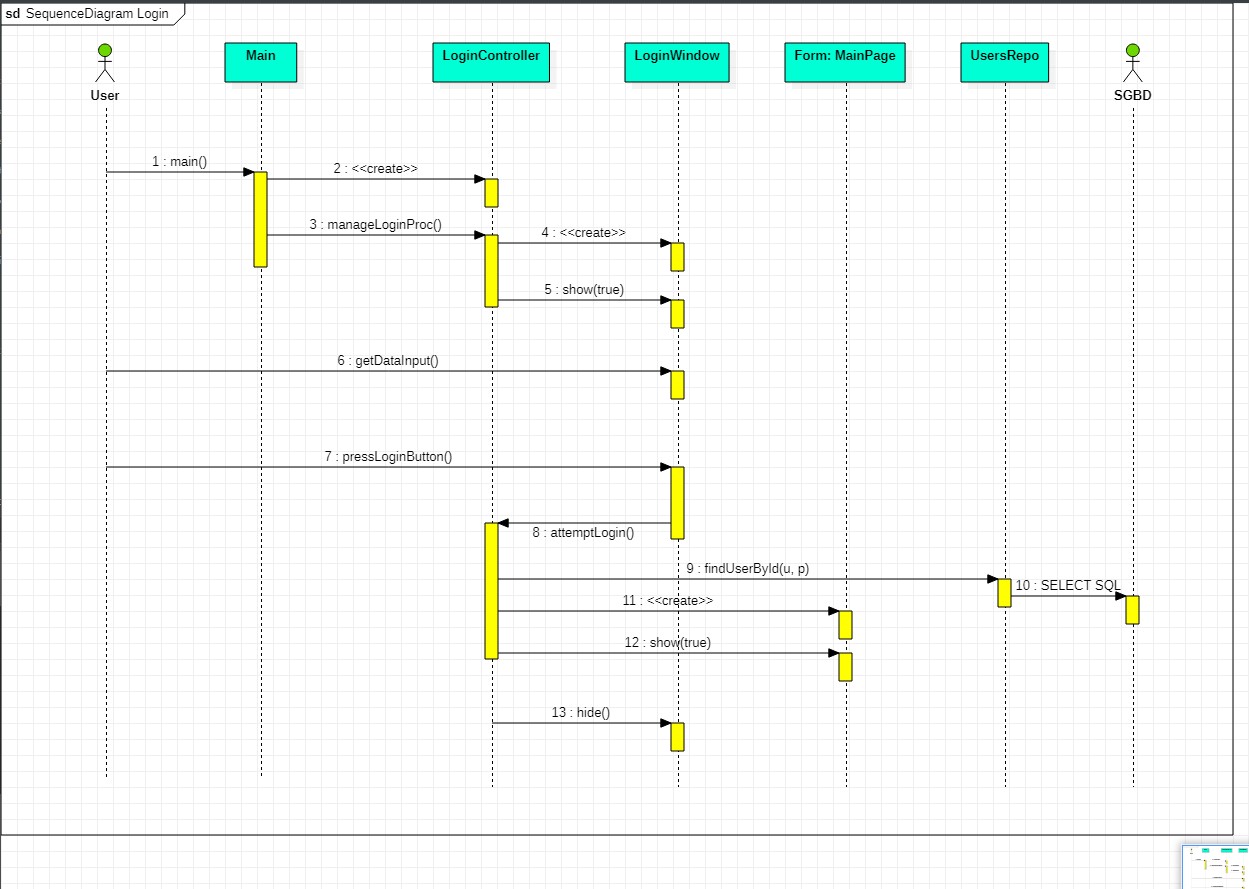 sd SequenceDiagram Login
User
Main
LoginController
LoginWindow
Form: MainPage
UsersRepo
SGBD
1 : main()
2 : <<create>>
3 : manageLoginProc()
4 : <<create>>
5 : show(true)
6 : getDataInput()
7 : pressLoginButton()
8 : attemptLogin()
9 : findUserById(u, p)
10 : SELECT SQL
11 : <<create>>
12 : show(true)
13 : hide()